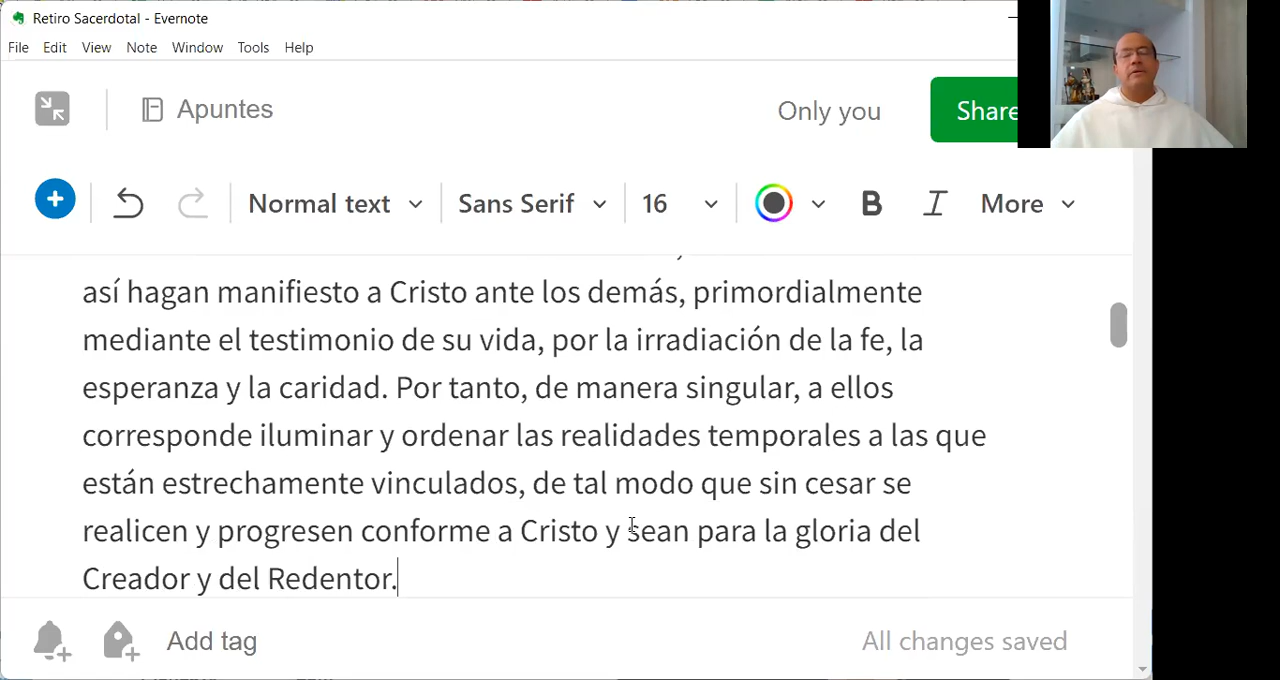 Retiro Sacerdotal - Evernote
File Edit View Note Window Tools Help
Apuntes Only you Share
Normal text Sans Serif 16 B I More
así hagan manifiesto a Cristo ante los demás, primordialmente
mediante el testimonio de su vida, por la irradiación de la fe, la
esperanza y la caridad. Por tanto, de manera singular, a ellos
corresponde iluminar y ordenar las realidades temporales a las que
están estrechamente vinculados, de tal modo que sin cesar se
realicen y progresen conforme a Cristo y sean para la gloria del
Creador y del Redentor.
Add tag All changes saved